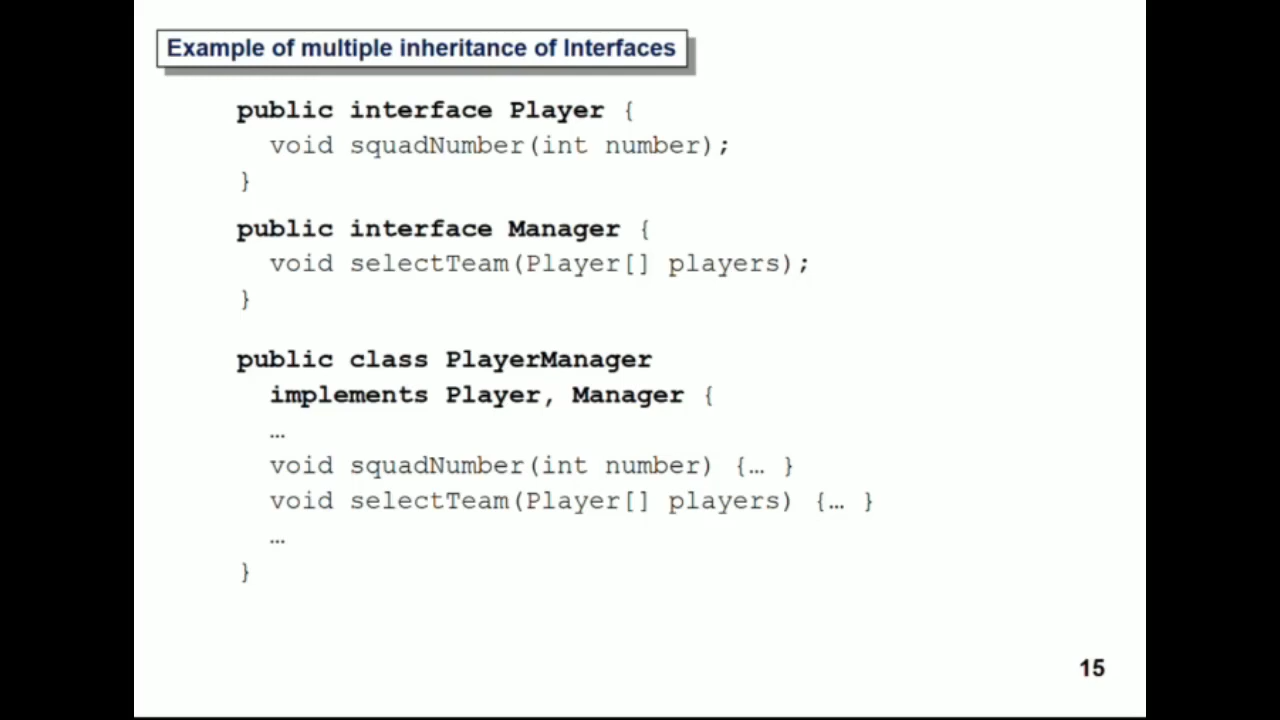 Example of multiple inheritance of Interfaces
public interface Player {
void squadNumber(int number);
}
public interface Manager {
void selectTeam(Player[] players);
}
public class PlayerManager
implements Player, Manager {
…
void squadNumber(int number) {… }
void selectTeam(Player[] players) {… }
…
}
15